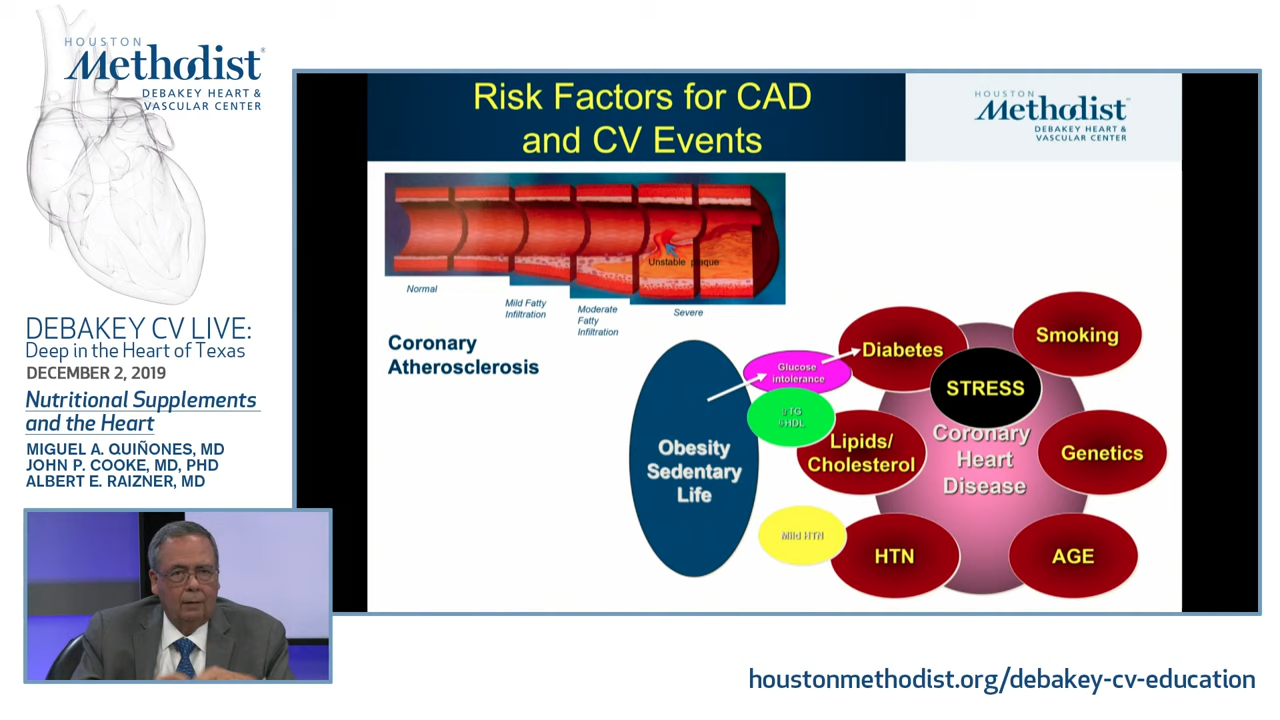 HOUSTON
Methodist
DEBAKEY HEART &
VASCULAR CENTER
DEBAKEY CV LIVE:
Deep in the Heart of Texas
DECEMBER 2, 2019
Nutritional Supplements
and the Heart
MIGUEL A. QUIÑONES, MD
JOHN P. COOKE, MD, PHD
ALBERT E. RAIZNER, MD
Risk Factors for CAD
and CV Events
HOUSTON
Methodist
DEBAKEY HEART &
VASCULAR CENTER
Unstable plaque
Normal
Mild Fatty
Infiltration
Moderate
Fatty
Infiltration
Severe
Coronary
Atherosclerosis
Obesity
Sedentary
Life
Glucose
intolerance
TG
HDL
Mild HTN
Diabetes
Lipids/
Cholesterol
HTN
STRESS
Coronary
Heart
Disease
Smoking
Genetics
AGE
houstonmethodist.org/debakey-cv-education